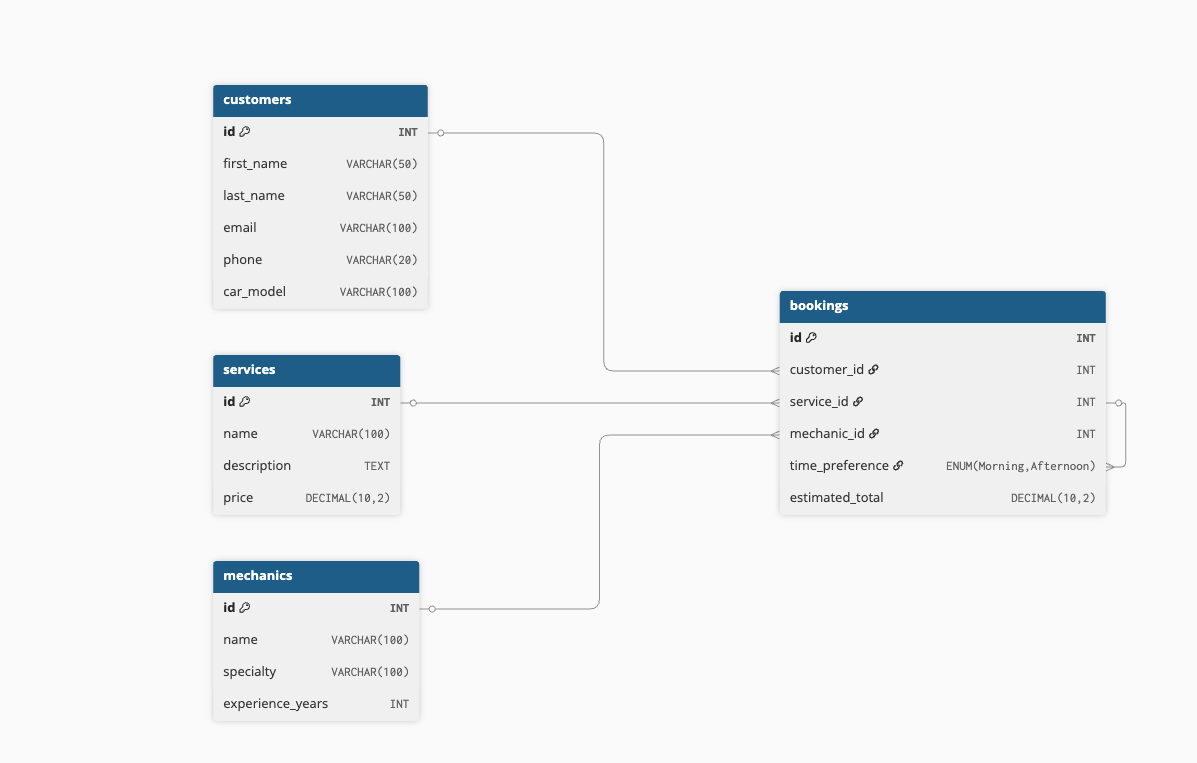 customers
id INT
first_name VARCHAR(50)
last_name VARCHAR(50)
email VARCHAR(100)
phone VARCHAR(20)
car_model VARCHAR(100)
services
id INT
name VARCHAR(100)
description TEXT
price DECIMAL(10,2)
mechanics
id INT
name VARCHAR(100)
specialty VARCHAR(100)
experience_years INT
bookings
id INT
customer_id INT
service_id INT
mechanic_id INT
time_preference ENUM(Morning,Afternoon)
estimated_total DECIMAL(10,2)